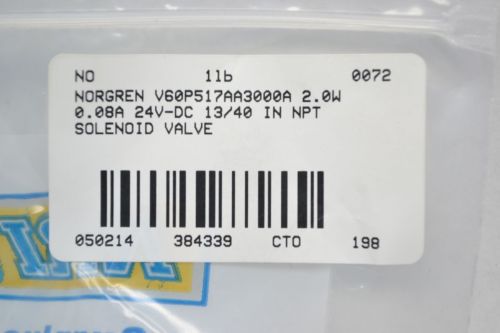 NO 1lb 0072
NORGREN V60P517AA3000A 2.0W
0.08A 24V-DC 13/40 IN NPT
SOLENOID VALVE
050214 384339 CTO 198